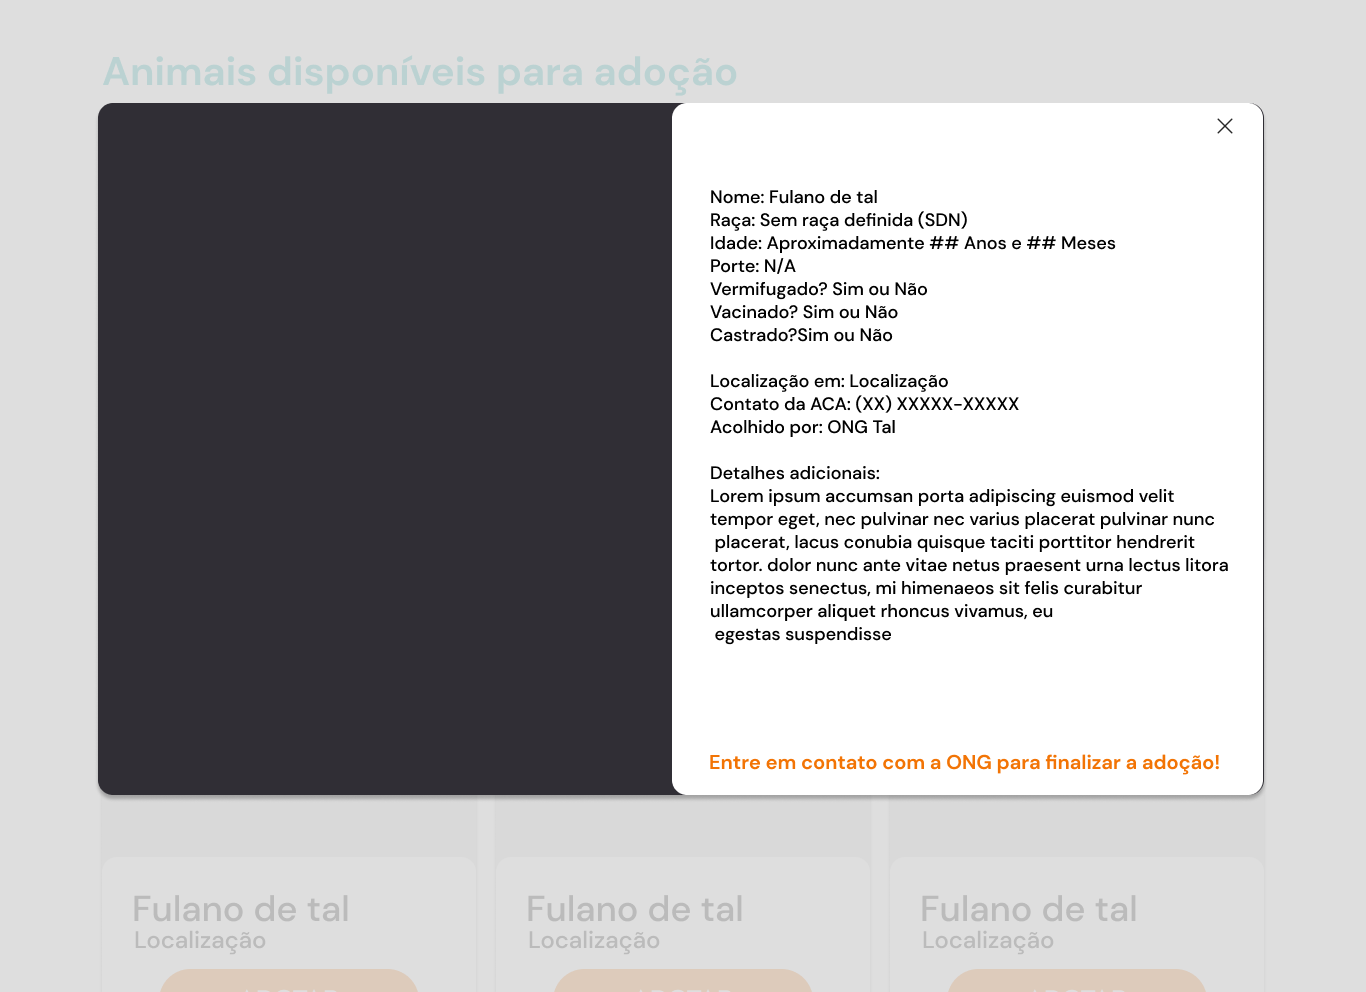 Animais disponíveis para adoção
Nome: Fulano de tal
Raça: Sem raça definida (SDN)
Idade: Aproximadamente ## Anos e ## Meses
Porte: N/A
Vermifugado? Sim ou Não
Vacinado? Sim ou Não
Castrado?Sim ou Não
Localização em: Localização
Contato da ACA: (XX) XXXXX-XXXXX
Acolhido por: ONG Tal
Detalhes adicionais:
Lorem ipsum accumsan porta adipiscing euismod velit
tempor eget, nec pulvinar nec varius placerat pulvinar nunc
placerat, lacus conubia quisque taciti porttitor hendrerit
tortor. dolor nunc ante vitae netus praesent urna lectus litora
inceptos senectus, mi himenaeos sit felis curabitur
ullamcorper aliquet rhoncus vivamus, eu
egestas suspendisse
Entre em contato com a ONG para finalizar a adoção!
Fulano de tal
Localização
Fulano de tal
Localização
Fulano de tal
Localização